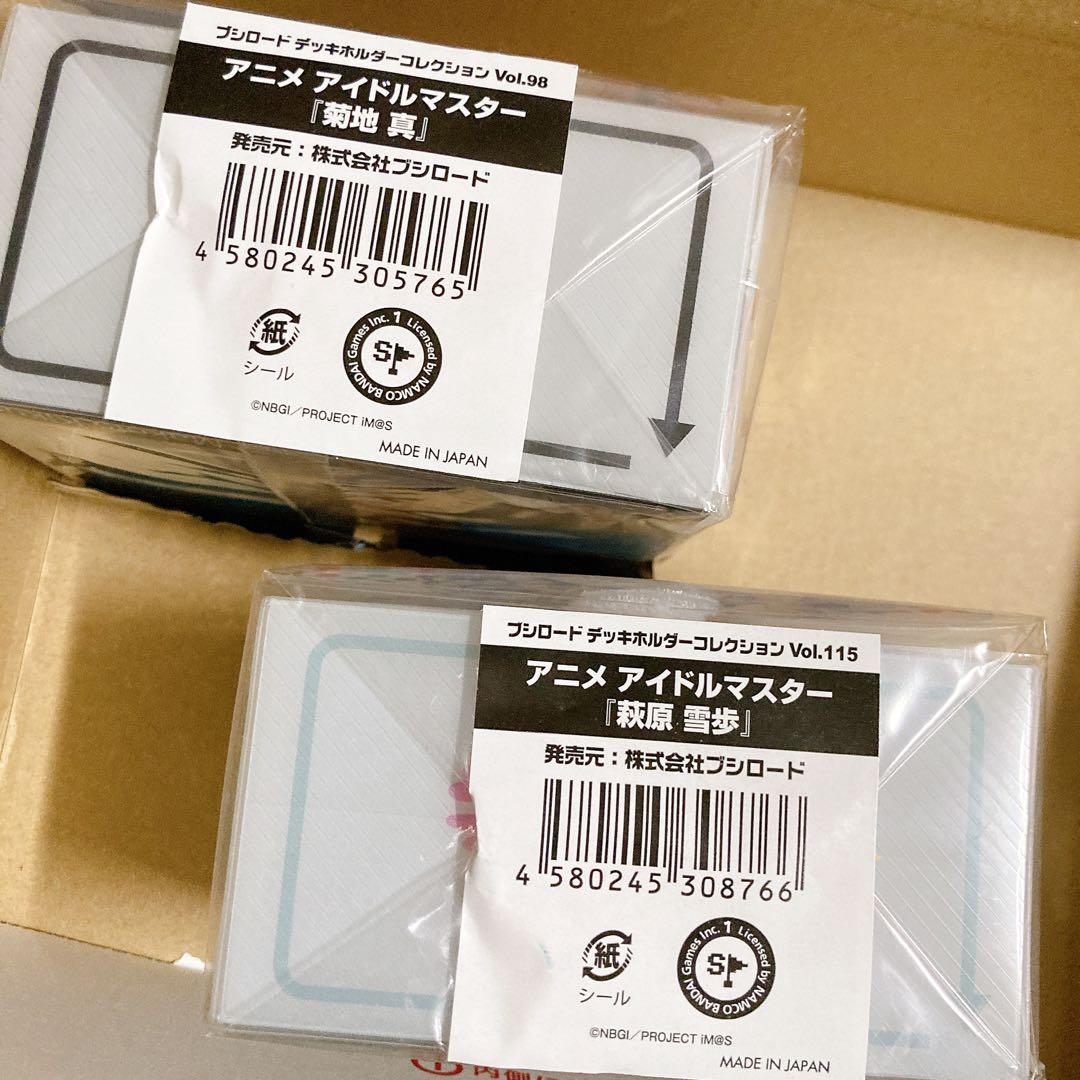 ブシロード デッキホルダーコレクション Vol.98
アニメ アイドルマスター
『菊地 真』
発売元：株式会社ブシロード
4 580245 305765
紙
シール
Games Inc. 1 Licensed by NAMCO BANDAI
S
©NBGI／PROJECT iM@S
MADE IN JAPAN
ブシロード デッキホルダーコレクション Vol.115
アニメ アイドルマスター
『萩原 雪歩』
発売元：株式会社ブシロード
4 580245 308766
紙
シール
Games Inc. 1 Licensed by NAMCO BANDAI
S
©NBGI／PROJECT iM@S
MADE IN JAPAN